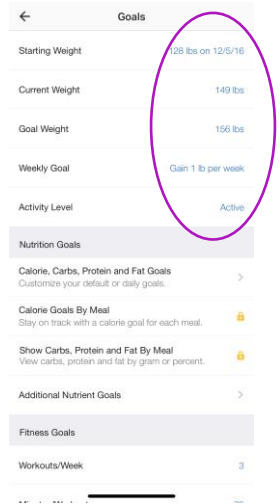 Goals
Starting Weight 128 lbs on 12/5/16
Current Weight 149 lbs
Goal Weight 156 lbs
Weekly Goal Gain 1 lb per week
Activity Level Active
Nutrition Goals
Calorie, Carbs, Protein and Fat Goals
Customize your default or daily goals.
Calorie Goals By Meal
Stay on track with a calorie goal for each meal.
Show Carbs, Protein and Fat By Meal
View carbs, protein and fat by gram or percent.
Additional Nutrient Goals
Fitness Goals
Workouts/Week 3